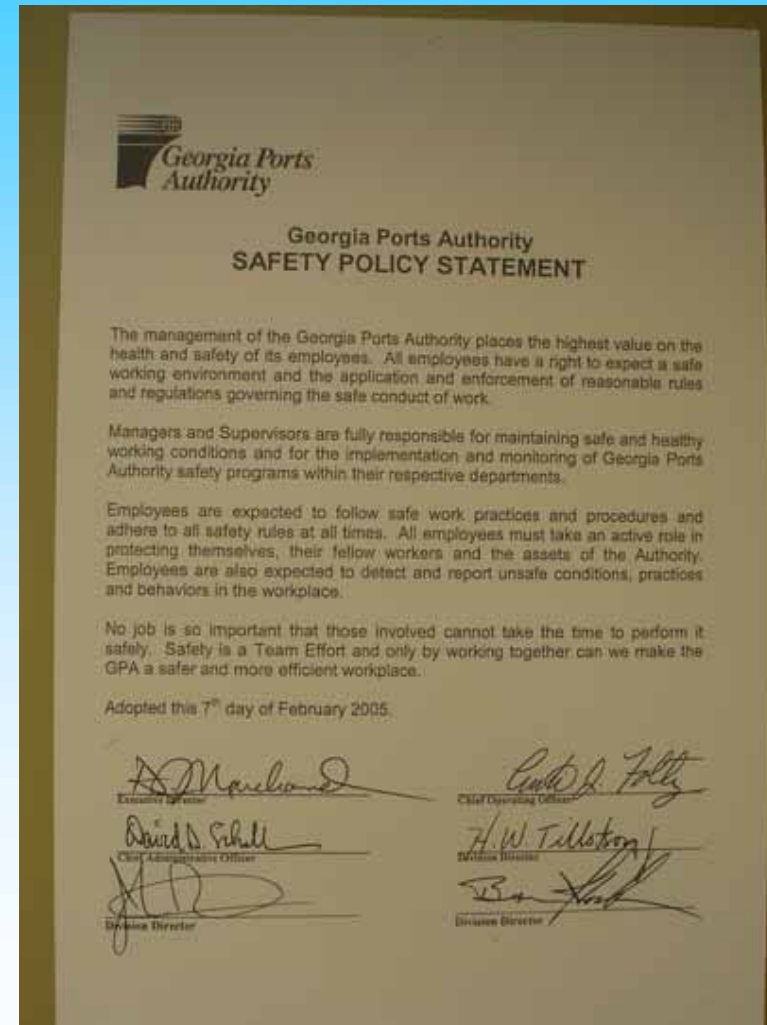 Georgia Ports
Authority
Georgia Ports Authority
SAFETY POLICY STATEMENT
The management of the Georgia Ports Authority places the highest value on the
health and safety of its employees. All employees have a right to expect a safe
working environment and the application and enforcement of reasonable rules
and regulations governing the safe conduct of work.
Managers and Supervisors are fully responsible for maintaining safe and healthy
working conditions and for the implementation and monitoring of Georgia Ports
Authority safety programs within their respective departments.
Employees are expected to follow safe work practices and procedures and
adhere to all safety rules at all times. All employees must take an active role in
protecting themselves, their fellow workers and the assets of the Authority.
Employees are also expected to detect and report unsafe conditions, practices
and behaviors in the workplace.
No job is so important that those involved cannot take the time to perform it
safely. Safety is a Team Effort and only by working together can we make the
GPA a safer and more efficient workplace.
Adopted this 7th day of February 2005.
Marchand
Executive Director
J. Foltz
Chief Operating Officer
David D. Schall
Chief Administrative Officer
H.W. Tillotson
Division Director
Division Director
Division Director